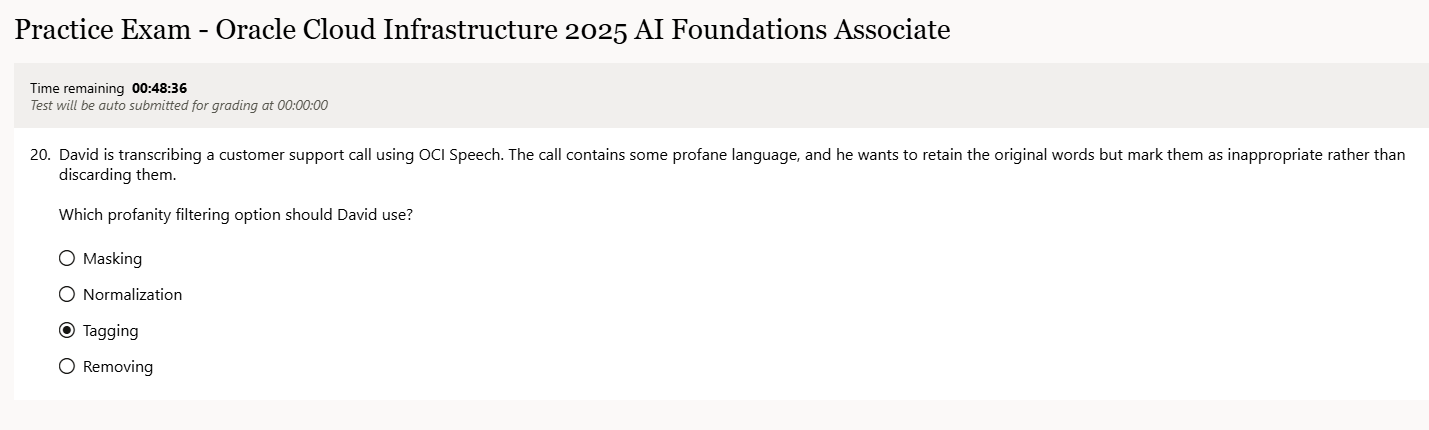 Practice Exam - Oracle Cloud Infrastructure 2025 AI Foundations Associate
Time remaining 00:48:36
Test will be auto submitted for grading at 00:00:00
20. David is transcribing a customer support call using OCI Speech. The call contains some profane language, and he wants to retain the original words but mark them as inappropriate rather than
discarding them.
Which profanity filtering option should David use?
Masking
Normalization
Tagging
Removing